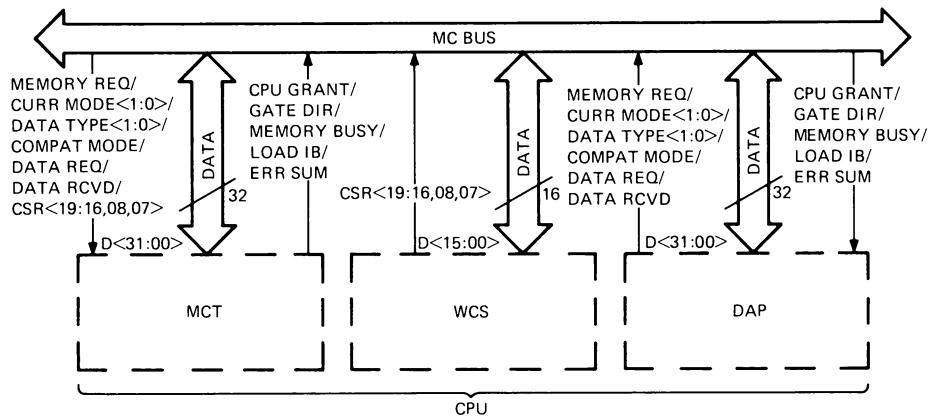 MC BUS
MEMORY REQ/
CURR MODE<1:0>/
DATA TYPE<1:0>/
COMPAT MODE/
DATA REQ/
DATA RCVD/
CSR<19:16,08,07>
DATA
32
D<31:00>
CPU GRANT/
GATE DIR/
MEMORY BUSY/
LOAD IB/
ERR SUM
CSR<19:16,08,07>
DATA
16
D<15:00>
MEMORY REQ/
CURR MODE<1:0>/
DATA TYPE<1:0>/
COMPAT MODE/
DATA REQ/
DATA RCVD
DATA
32
D<31:00>
CPU GRANT/
GATE DIR/
MEMORY BUSY/
LOAD IB/
ERR SUM
MCT
WCS
DAP
CPU